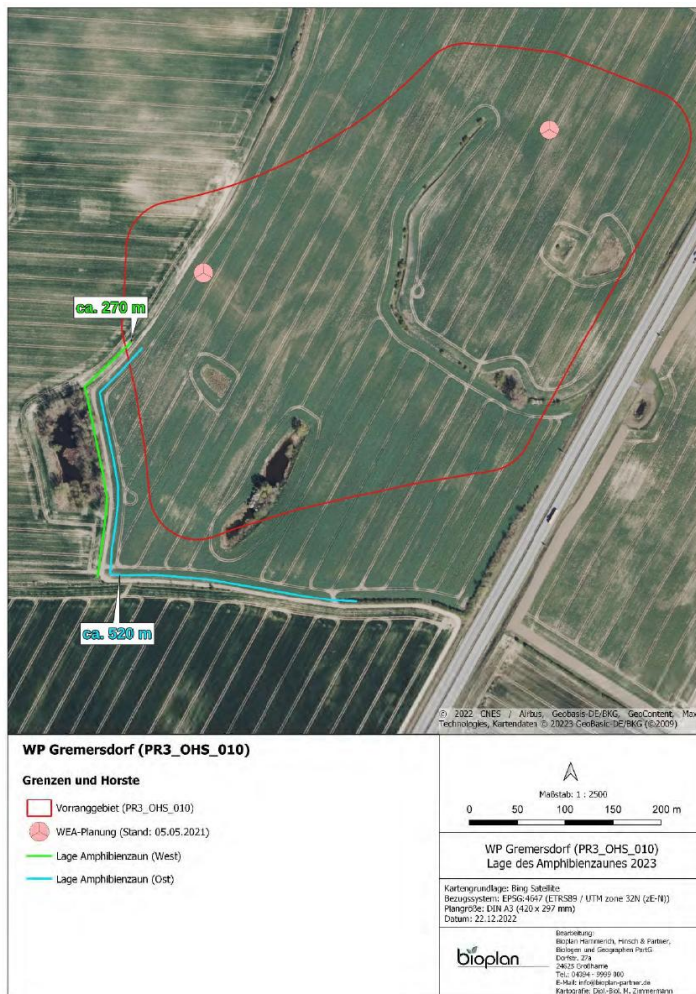 ca. 270 m
ca. 520 m
© 2022 CNES / Airbus, Geobasis-DE/BKG, GeoContent, Max
Technologies, Kartendaten © 20223 GeoBasic-DE/BKG (©2009)
WP Gremersdorf (PR3_OHS_010)
Grenzen und Horste
Vorranggebiet (PR3_OHS_010)
WEA-Planung (Stand: 05.05.2021)
Lage Amphibienzaun (West)
Lage Amphibienzaun (Ost)
Maßstab: 1 : 2500
0 50 100 150 200 m
WP Gremersdorf (PR3_OHS_010)
Lage des Amphibienzaunes 2023
Kartengrundlage: Bing Satellite
Bezugssystem: EPSG:4647 (ETRS89 / UTM zone 32N (zE-N))
Plangröße: DIN A3 (420 x 297 mm)
Datum: 22.12.2022
bioplan
Bearbeitung:
Bioplan Hammerich, Hinsch & Partner,
Biologen und Geographen PartG
Dorfstr. 27a
24625 Großharrie
Tel.: 04394 - 9999 000
E-Mail: info@bioplan-partner.de
Kartografie: Dipl.-Biol. M. Zimmermann